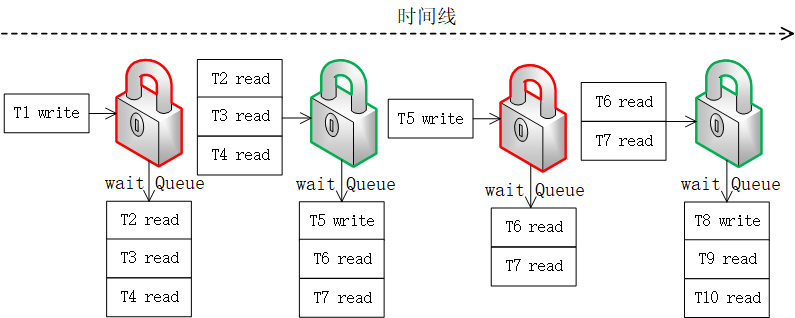 时间线
T1 write
wait Queue
T2 read
T3 read
T4 read
T2 read
T3 read
T4 read
wait Queue
T5 write
T6 read
T7 read
T5 write
wait Queue
T6 read
T7 read
T6 read
T7 read
wait Queue
T8 write
T9 read
T10 read